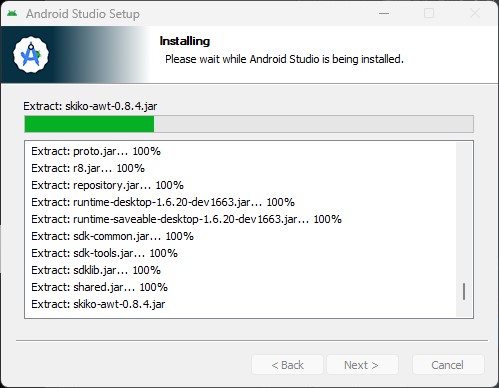 Android Studio Setup
Installing
Please wait while Android Studio is being installed.
Extract: skiko-awt-0.8.4.jar
Extract: proto.jar... 100%
Extract: r8.jar... 100%
Extract: repository.jar... 100%
Extract: runtime-desktop-1.6.20-dev1663.jar... 100%
Extract: runtime-saveable-desktop-1.6.20-dev1663.jar... 100%
Extract: sdk-common.jar... 100%
Extract: sdk-tools.jar... 100%
Extract: sdklib.jar... 100%
Extract: shared.jar... 100%
Extract: skiko-awt-0.8.4.jar
< Back Next > Cancel